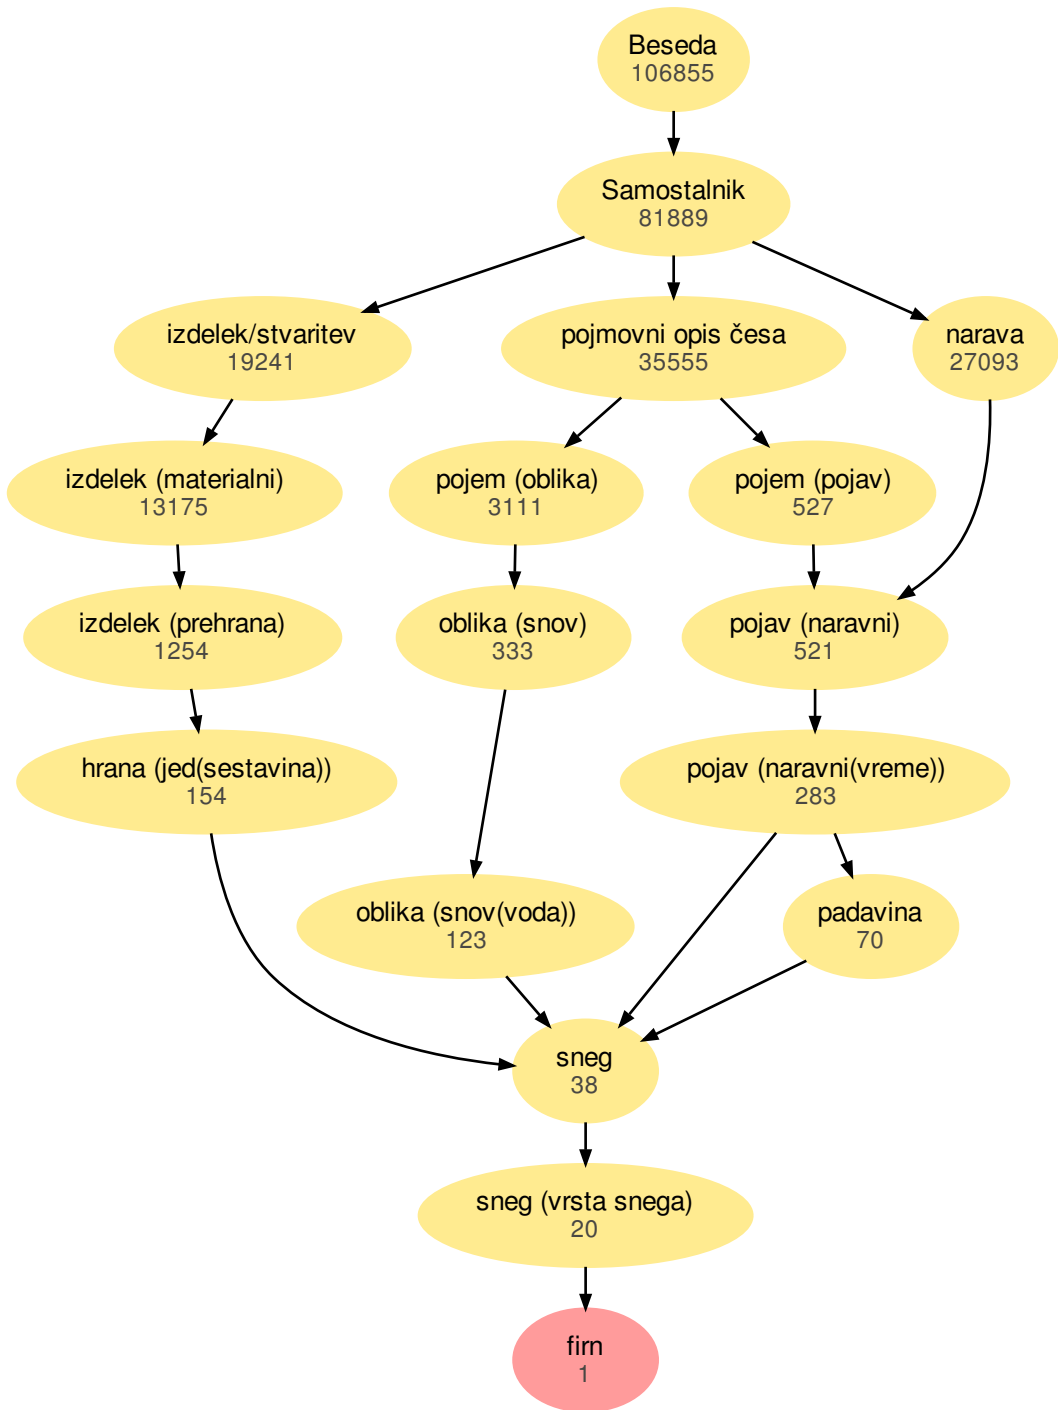 Beseda
106855
Samostalnik
81889
izdelek/stvaritev
19241
pojmovni opis česa
35555
narava
27093
izdelek (materialni)
13175
pojem (oblika)
3111
pojem (pojav)
527
izdelek (prehrana)
1254
oblika (snov)
333
pojav (naravni)
521
hrana (jed(sestavina))
154
pojav (naravni(vreme))
283
oblika (snov(voda))
123
padavina
70
sneg
38
sneg (vrsta snega)
20
firn
1